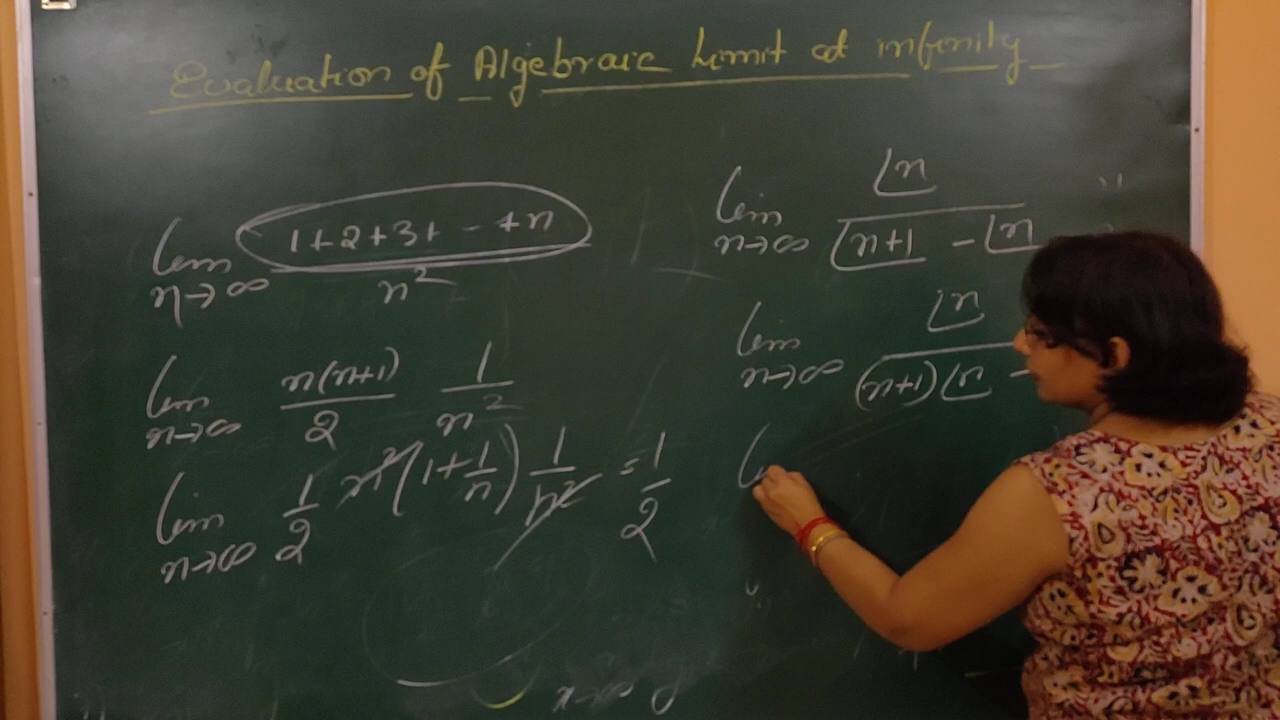 Evaluation of Algebraic Limit at infinity
lim n→∞ (1+2+3+ - - +n) / n²
lim n→∞ n(n+1)/2 1/n²
lim n→∞ 1/2 n²(1+1/n) 1/n² = 1/2
lim n→∞ ⌊n / (⌊n+1 - ⌊n)
lim n→∞ ⌊n / ((n+1)⌊n -